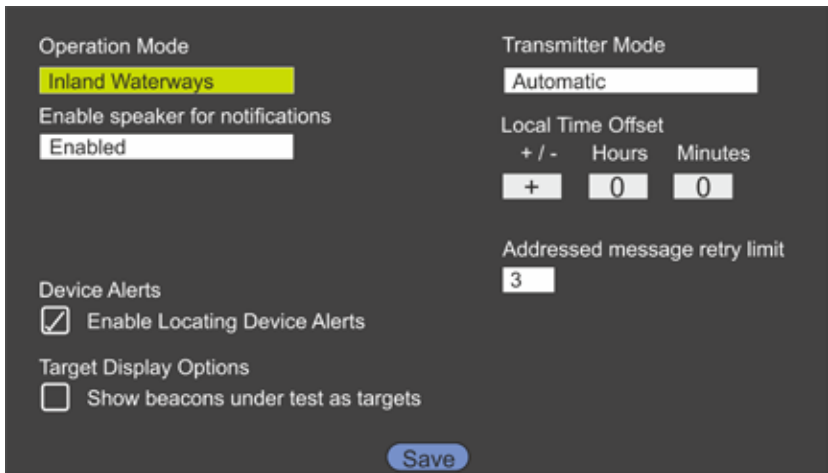 Operation Mode
Inland Waterways
Enable speaker for notifications
Enabled
Device Alerts
Enable Locating Device Alerts
Target Display Options
Show beacons under test as targets
Transmitter Mode
Automatic
Local Time Offset
+ / - Hours Minutes
+ 0 0
Addressed message retry limit
3
Save